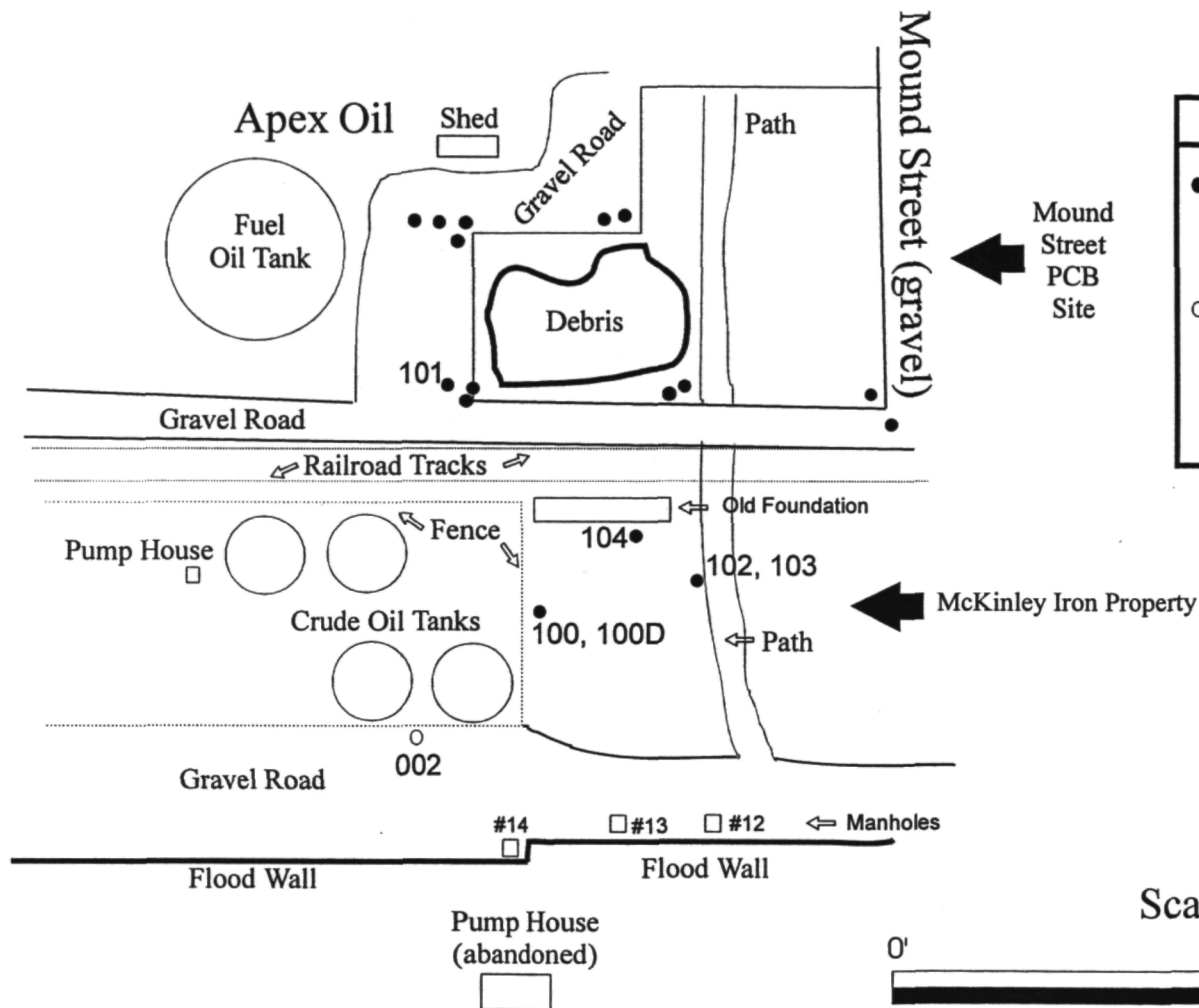 Mound Street (gravel)
Apex Oil
Shed
Gravel Road
Path
Fuel
Oil Tank
Mound
Street
PCB
Site
Debris
101
Gravel Road
Railroad Tracks
Old Foundation
Fence
104
Pump House
102, 103
McKinley Iron Property
Crude Oil Tanks
100, 100D
Path
002
Gravel Road
#14
#13
#12
Manholes
Flood Wall
Flood Wall
Pump House
(abandoned)
Sca
0'